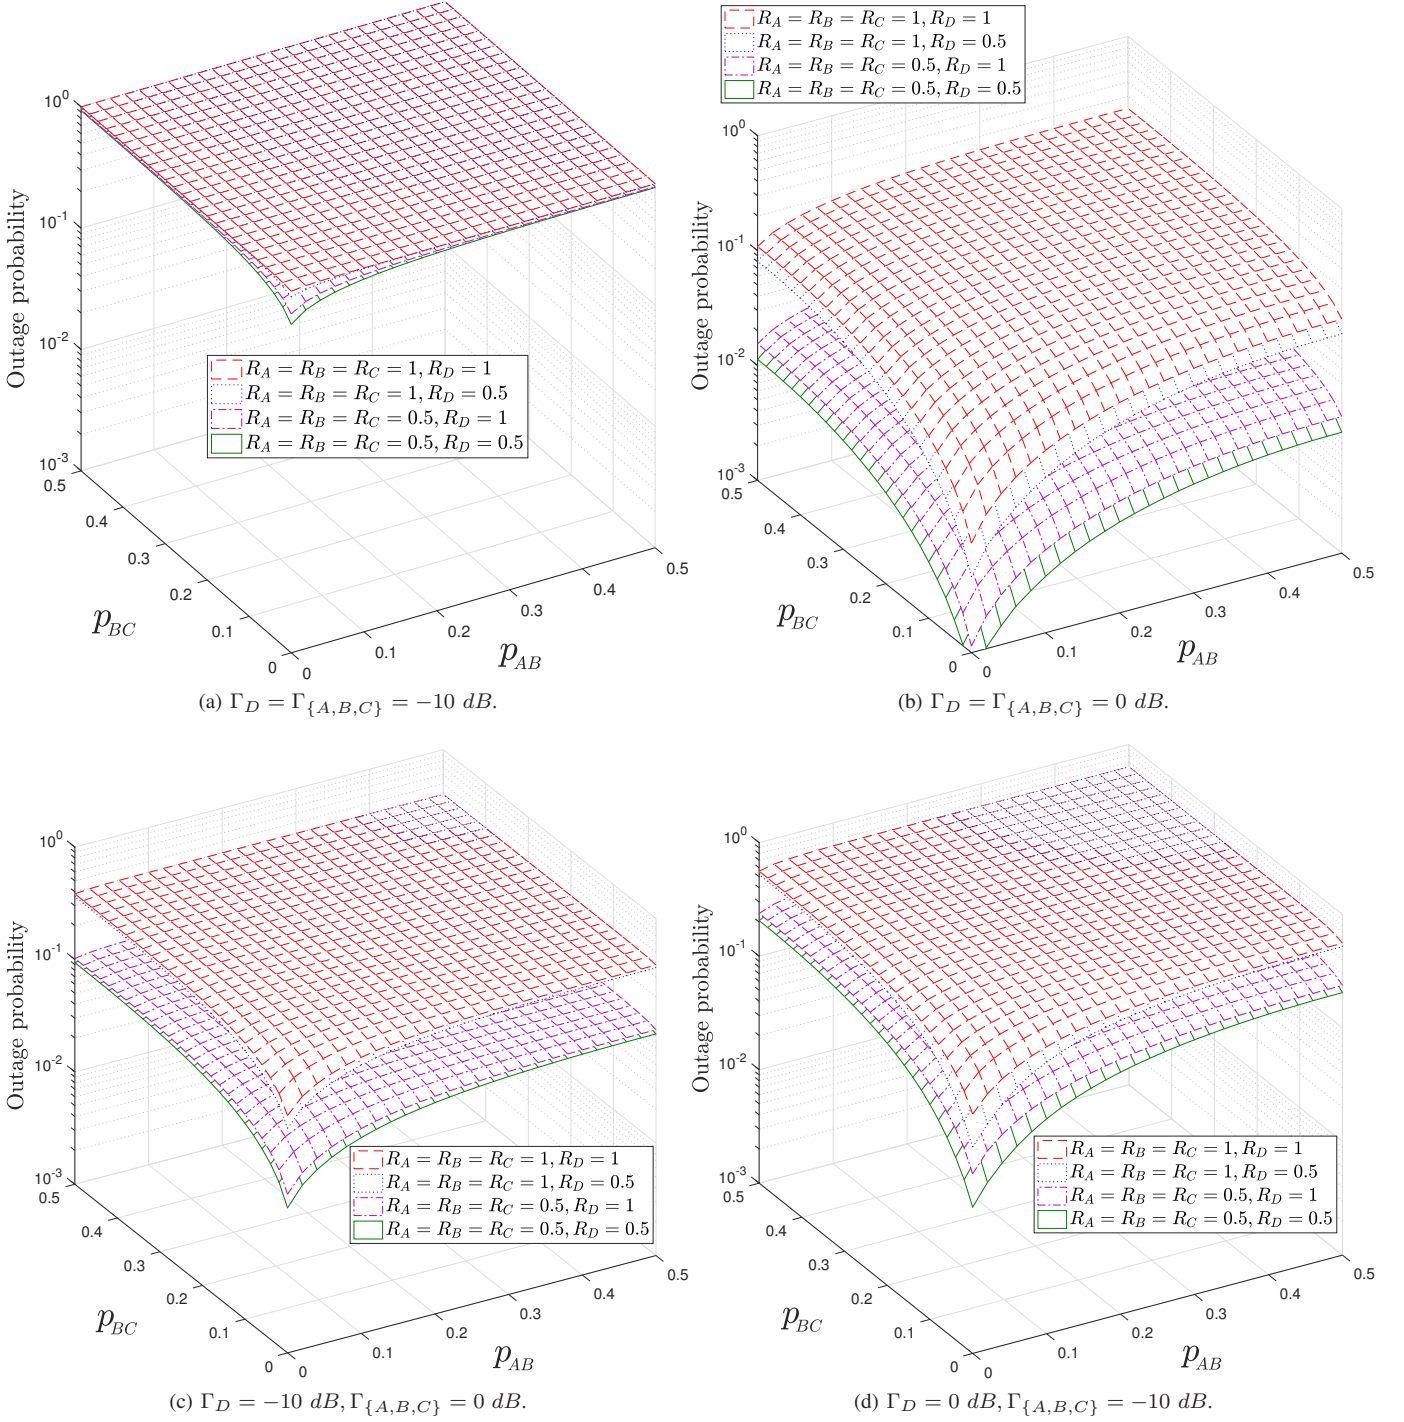 10^0
10^-1
10^-2
10^-3
Outage probability
0.5
0.4
0.3
0.2
0.1
0
p_BC
0
0.1
0.2
0.3
0.4
0.5
p_AB
R_A = R_B = R_C = 1, R_D = 1
R_A = R_B = R_C = 1, R_D = 0.5
R_A = R_B = R_C = 0.5, R_D = 1
R_A = R_B = R_C = 0.5, R_D = 0.5
(a) Γ_D = Γ_{A,B,C} = −10 dB.
R_A = R_B = R_C = 1, R_D = 1
R_A = R_B = R_C = 1, R_D = 0.5
R_A = R_B = R_C = 0.5, R_D = 1
R_A = R_B = R_C = 0.5, R_D = 0.5
10^0
10^-1
10^-2
10^-3
Outage probability
0.5
0.4
0.3
0.2
0.1
0
p_BC
0
0.1
0.2
0.3
0.4
0.5
p_AB
(b) Γ_D = Γ_{A,B,C} = 0 dB.
10^0
10^-1
10^-2
10^-3
Outage probability
0.5
0.4
0.3
0.2
0.1
0
p_BC
0
0.1
0.2
0.3
0.4
0.5
p_AB
R_A = R_B = R_C = 1, R_D = 1
R_A = R_B = R_C = 1, R_D = 0.5
R_A = R_B = R_C = 0.5, R_D = 1
R_A = R_B = R_C = 0.5, R_D = 0.5
(c) Γ_D = −10 dB, Γ_{A,B,C} = 0 dB.
10^0
10^-1
10^-2
10^-3
Outage probability
0.5
0.4
0.3
0.2
0.1
0
p_BC
0
0.1
0.2
0.3
0.4
0.5
p_AB
R_A = R_B = R_C = 1, R_D = 1
R_A = R_B = R_C = 1, R_D = 0.5
R_A = R_B = R_C = 0.5, R_D = 1
R_A = R_B = R_C = 0.5, R_D = 0.5
(d) Γ_D = 0 dB, Γ_{A,B,C} = −10 dB.